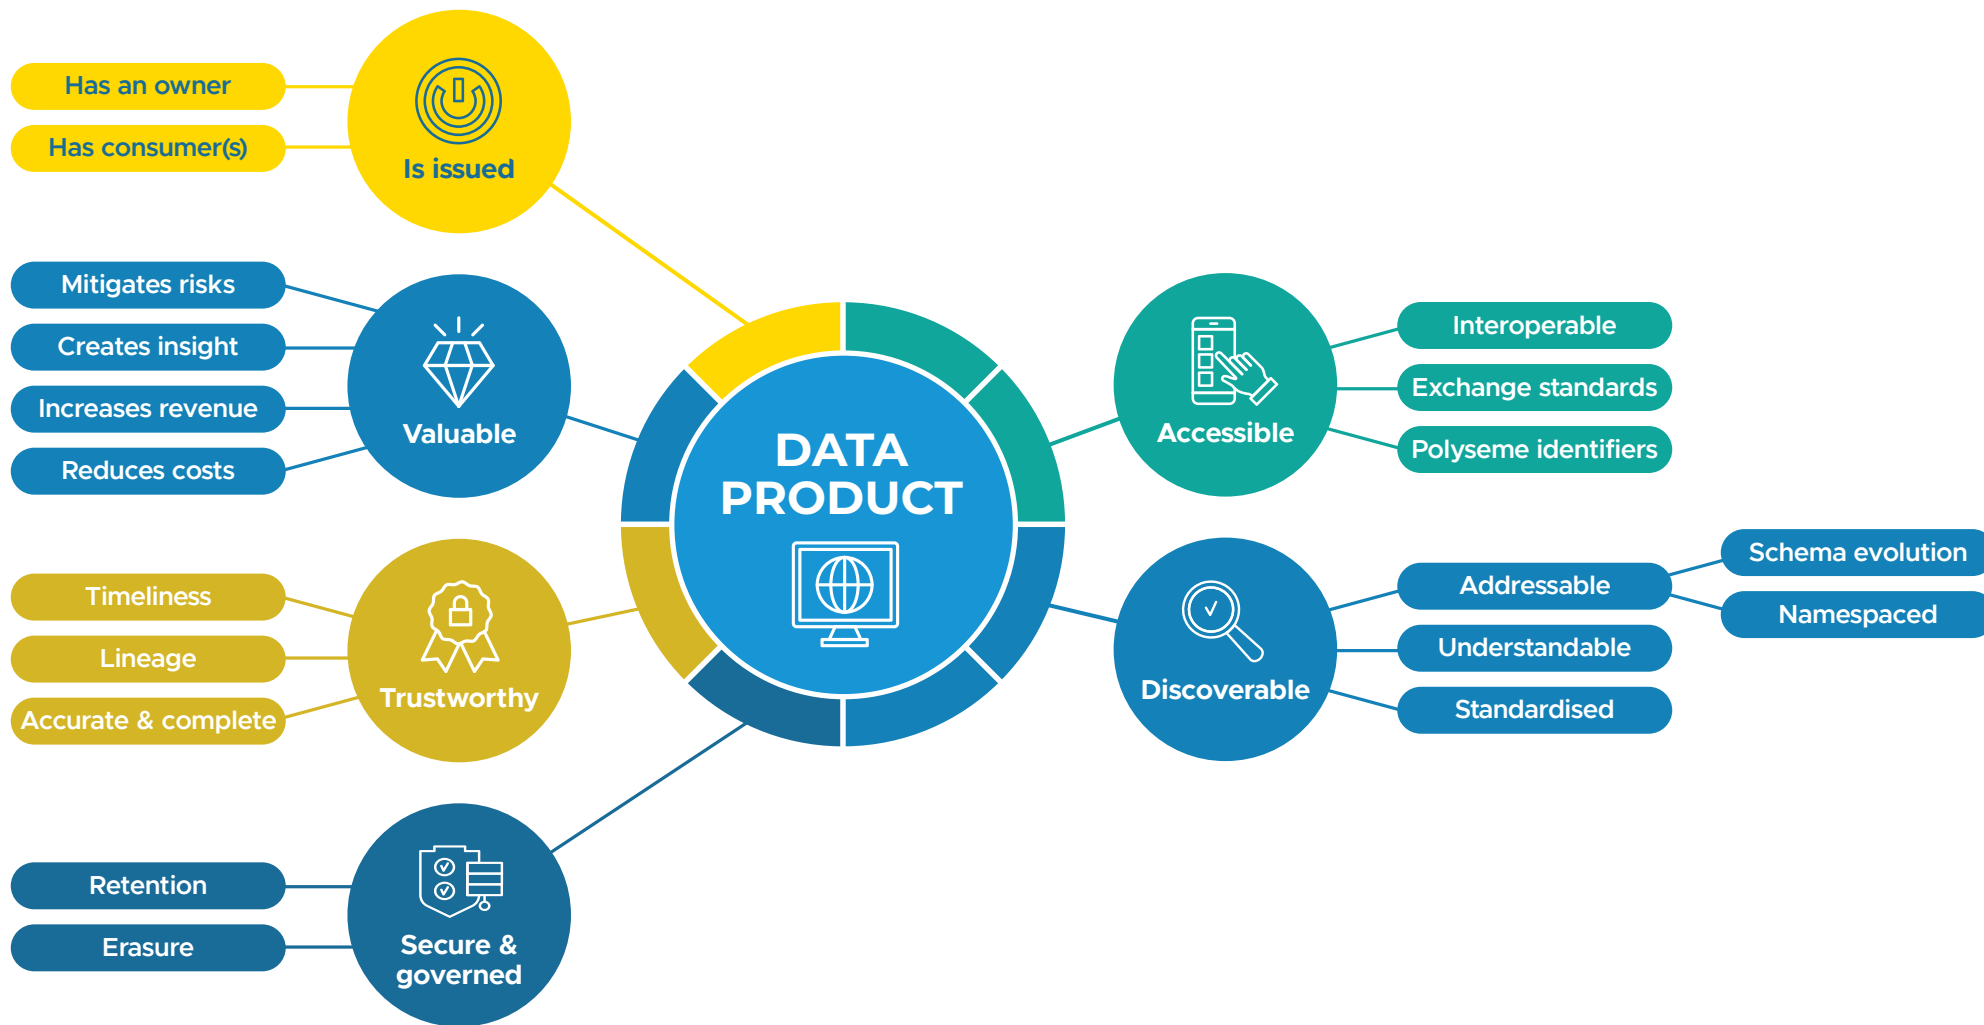 Has an owner
Has consumer(s)
Is issued
Mitigates risks
Creates insight
Increases revenue
Reduces costs
Valuable
Timeliness
Lineage
Accurate & complete
Trustworthy
Retention
Erasure
Secure &
governed
DATA
PRODUCT
Accessible
Interoperable
Exchange standards
Polyseme identifiers
Discoverable
Addressable
Understandable
Standardised
Schema evolution
Namespaced